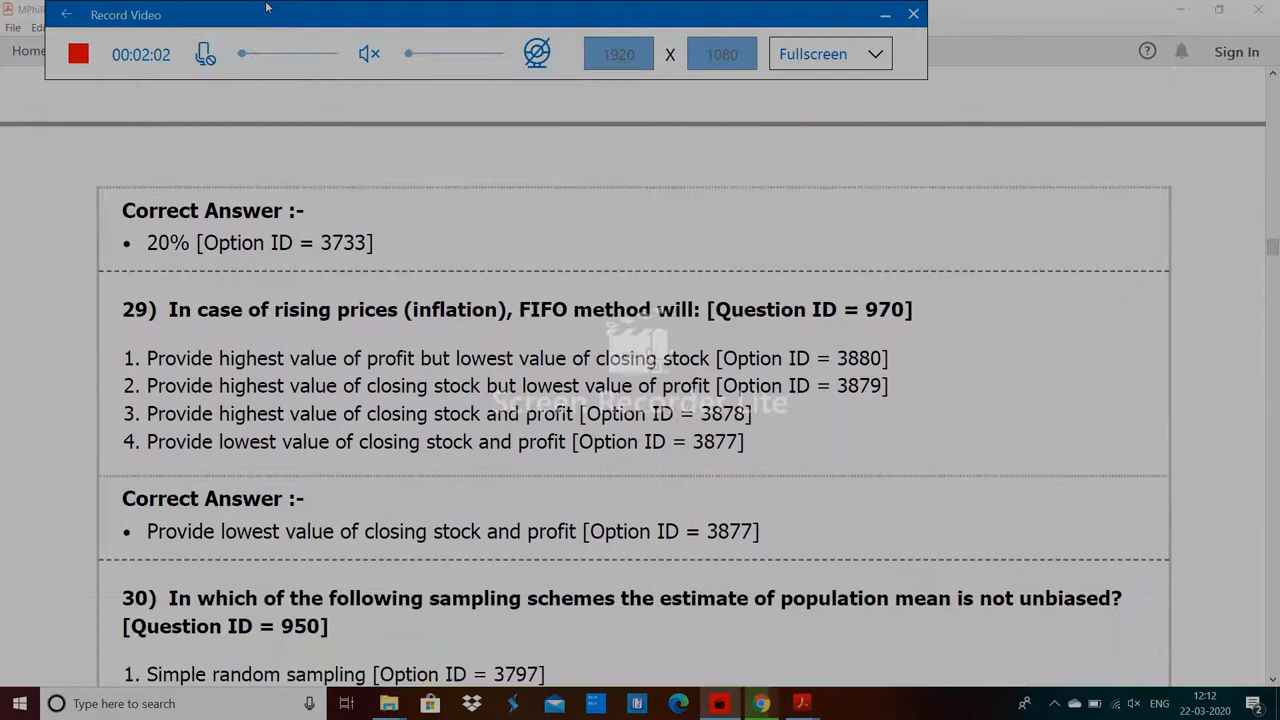 MPhil
Record Video
File Edi
00:02:02
1920 X 1080 Fullscreen
Home
Sign In
Correct Answer :-
• 20% [Option ID = 3733]
29) In case of rising prices (inflation), FIFO method will: [Question ID = 970]
1. Provide highest value of profit but lowest value of closing stock [Option ID = 3880]
2. Provide highest value of closing stock but lowest value of profit [Option ID = 3879]
3. Provide highest value of closing stock and profit [Option ID = 3878]
4. Provide lowest value of closing stock and profit [Option ID = 3877]
Screen Recorder Lite
Correct Answer :-
• Provide lowest value of closing stock and profit [Option ID = 3877]
30) In which of the following sampling schemes the estimate of population mean is not unbiased?
[Question ID = 950]
1. Simple random sampling [Option ID = 3797]
Type here to search
ENG
12:12
22-03-2020
2